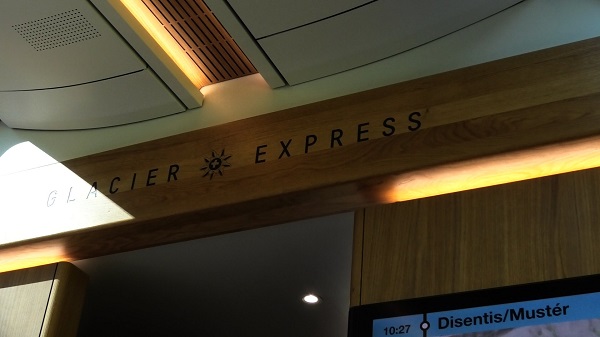 GLACIER EXPRESS
10:27 Disentis/Mustér